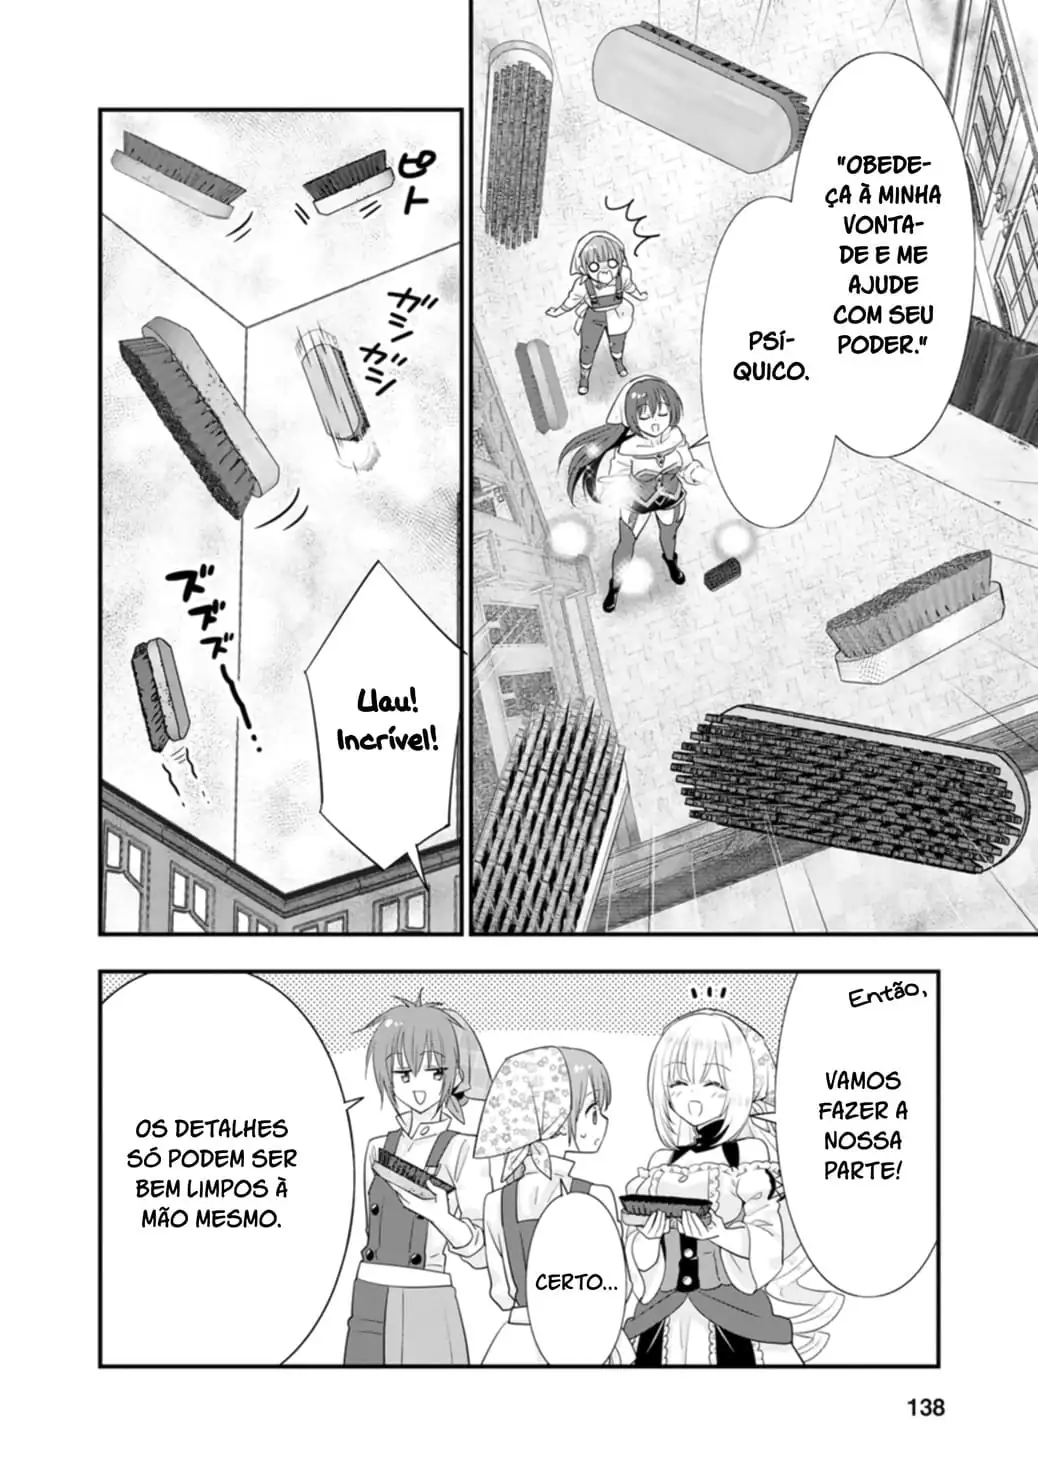 "OBEDE-
ÇA À MINHA
VONTA-
DE E ME
AJUDE
COM SEU
PODER."
PSÍ-
QUICO.
ピト
ガシガシ
ズズズ
Uau!
Incrível!
Então,
VAMOS
FAZER A
NOSSA
PARTE!
CERTO...
OS DETALHES
SÓ PODEM SER
BEM LIMPOS À
MÃO MESMO.
138